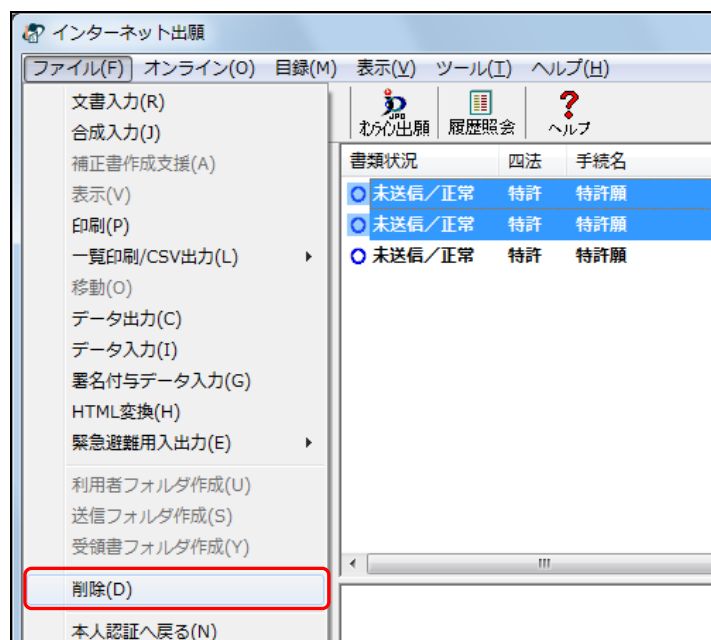 インターネット出願
ファイル(F) オンライン(O) 目録(M) 表示(V) ツール(T) ヘルプ(H)
文書入力(R)
合成入力(J)
補正書作成支援(A)
表示(V)
印刷(P)
一覧印刷/CSV出力(L)
移動(O)
データ出力(C)
データ入力(I)
署名付与データ入力(G)
HTML変換(H)
緊急避難用入出力(E)
利用者フォルダ作成(U)
送信フォルダ作成(S)
受領書フォルダ作成(Y)
削除(D)
本人認証へ戻る(N)
JPO
オンライン出願 履歴照会 ヘルプ
書類状況 四法 手続名
未送信/正常 特許 特許願
未送信/正常 特許 特許願
未送信/正常 特許 特許願